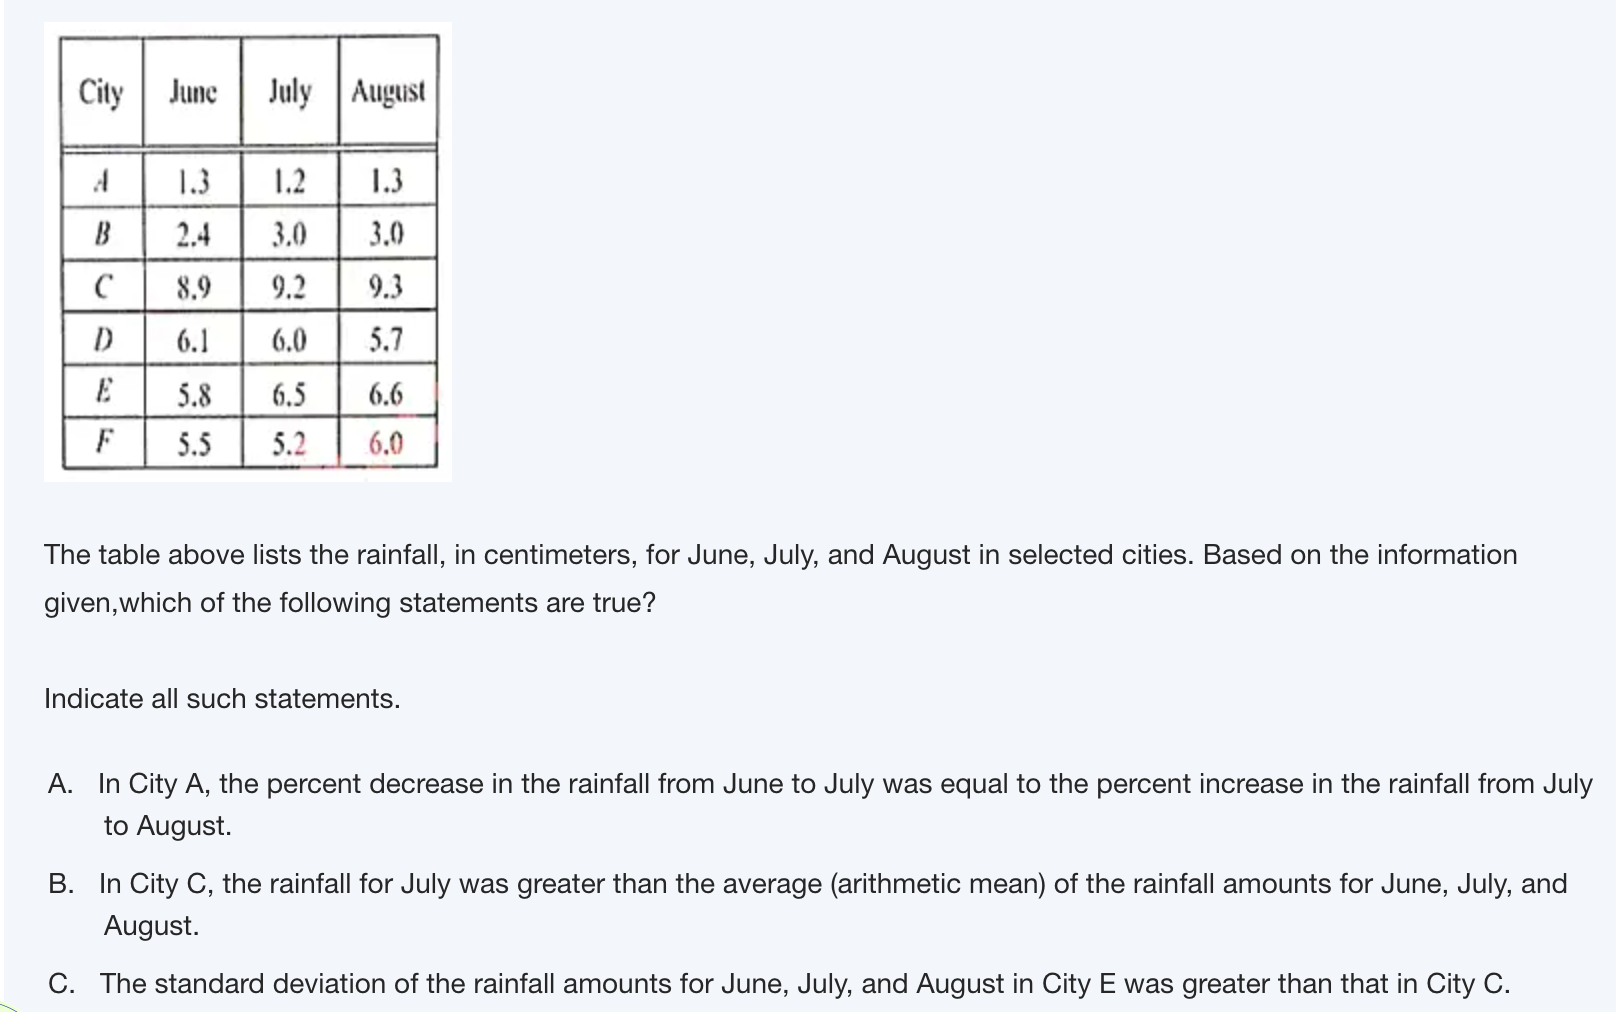 City June July August
A 1.3 1.2 1.3
B 2.4 3.0 3.0
C 8.9 9.2 9.3
D 6.1 6.0 5.7
E 5.8 6.5 6.6
F 5.5 5.2 6.0
The table above lists the rainfall, in centimeters, for June, July, and August in selected cities. Based on the information
given,which of the following statements are true?
Indicate all such statements.
A. In City A, the percent decrease in the rainfall from June to July was equal to the percent increase in the rainfall from July
to August.
B. In City C, the rainfall for July was greater than the average (arithmetic mean) of the rainfall amounts for June, July, and
August.
C. The standard deviation of the rainfall amounts for June, July, and August in City E was greater than that in City C.